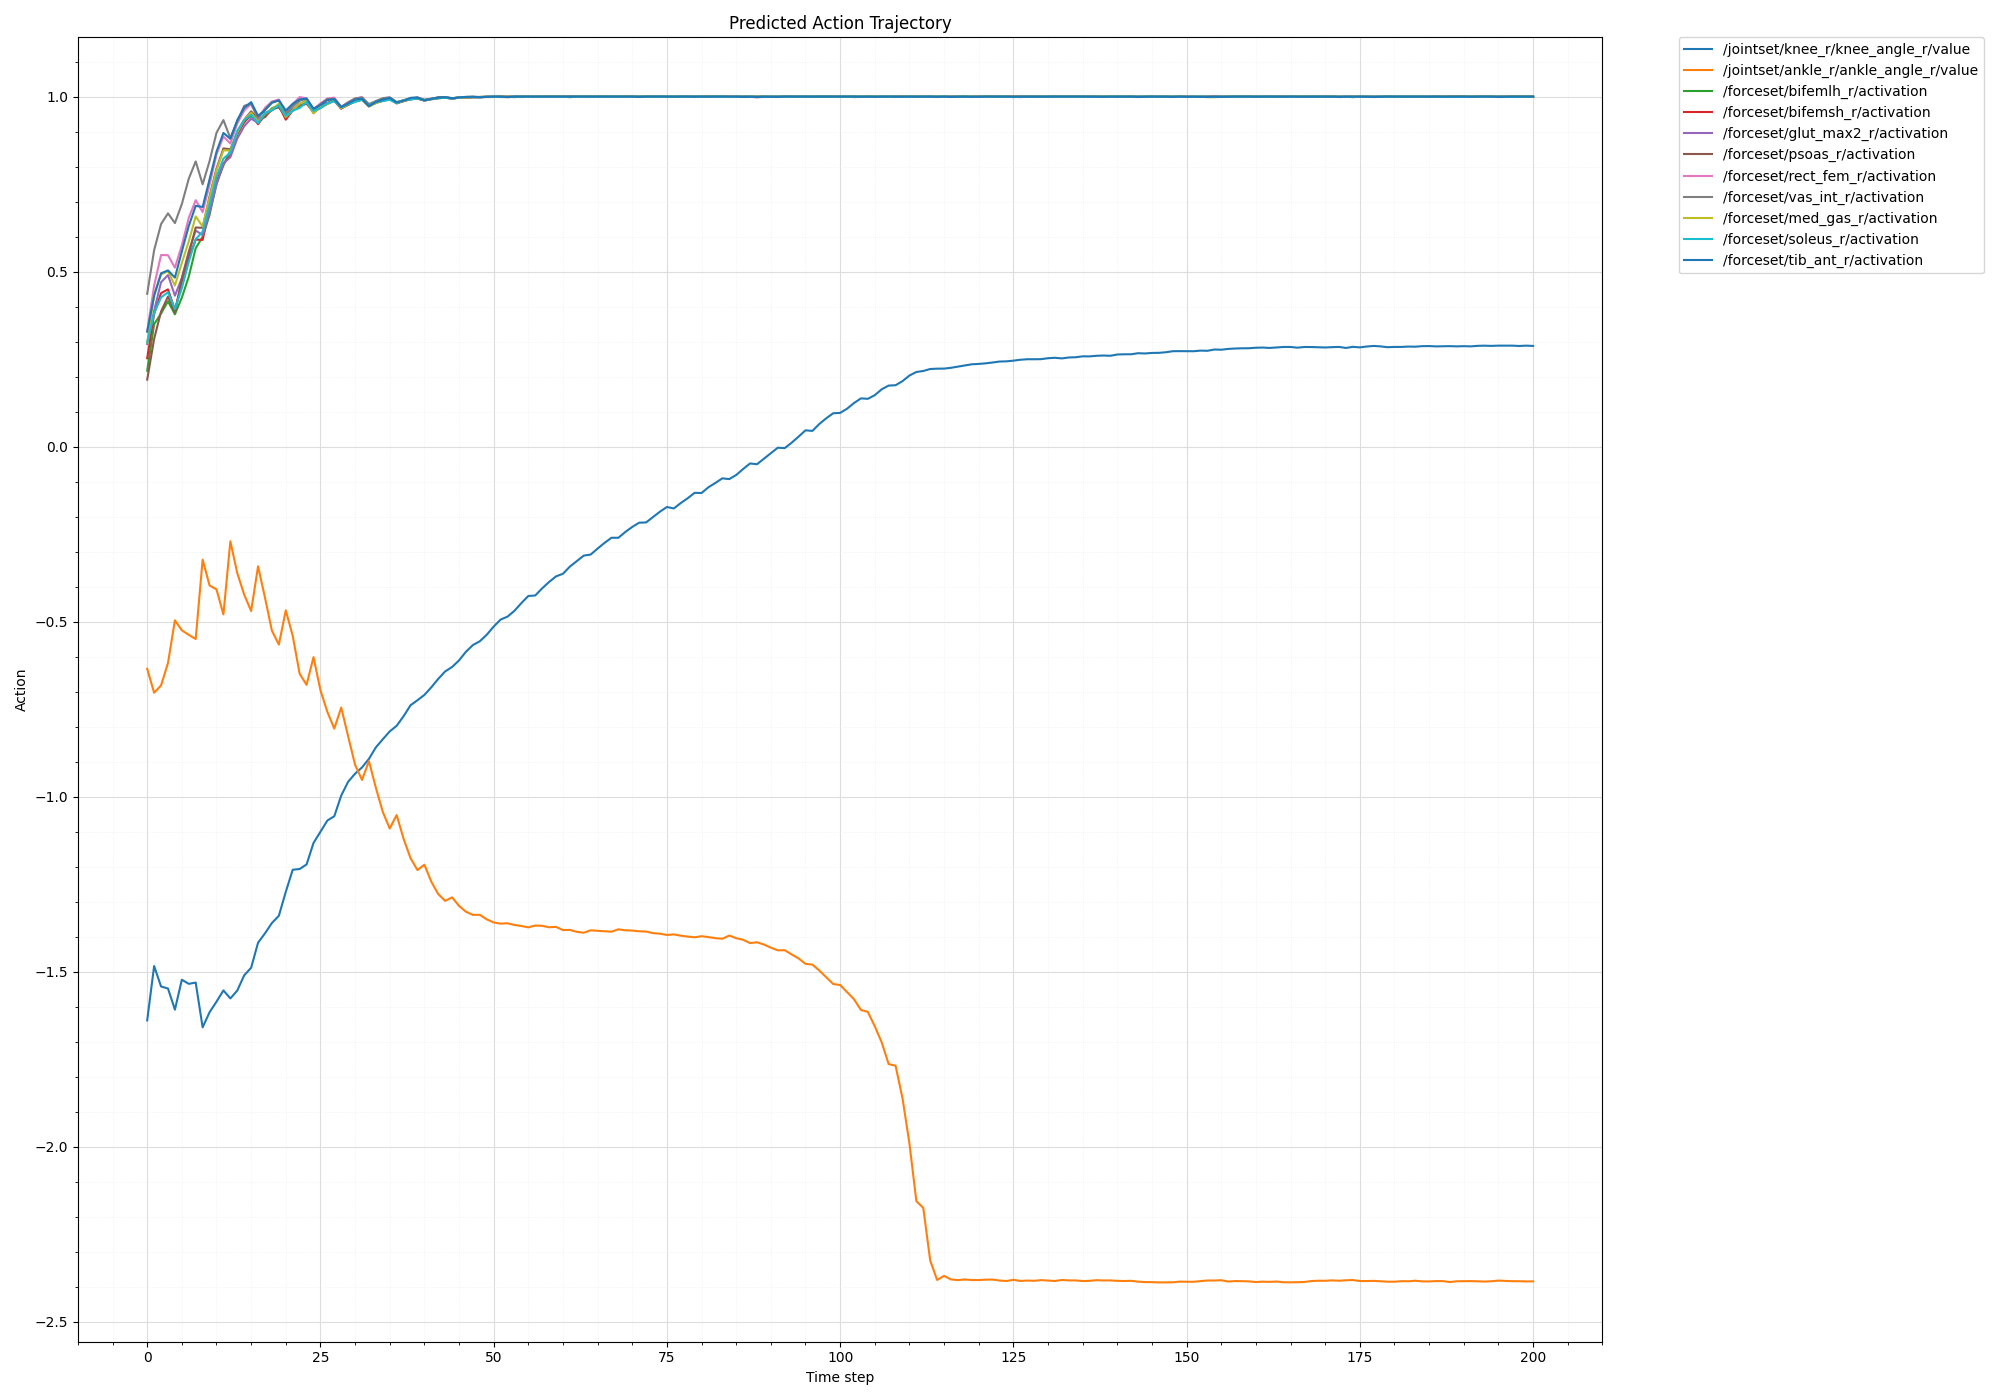 Predicted Action Trajectory
/jointset/knee_r/knee_angle_r/value
/jointset/ankle_r/ankle_angle_r/value
/forceset/bifemlh_r/activation
/forceset/bifemsh_r/activation
/forceset/glut_max2_r/activation
/forceset/psoas_r/activation
/forceset/rect_fem_r/activation
/forceset/vas_int_r/activation
/forceset/med_gas_r/activation
/forceset/soleus_r/activation
/forceset/tib_ant_r/activation
1.0
0.5
0.0
−0.5
−1.0
−1.5
−2.0
−2.5
Action
0 25 50 75 100 125 150 175 200
Time step